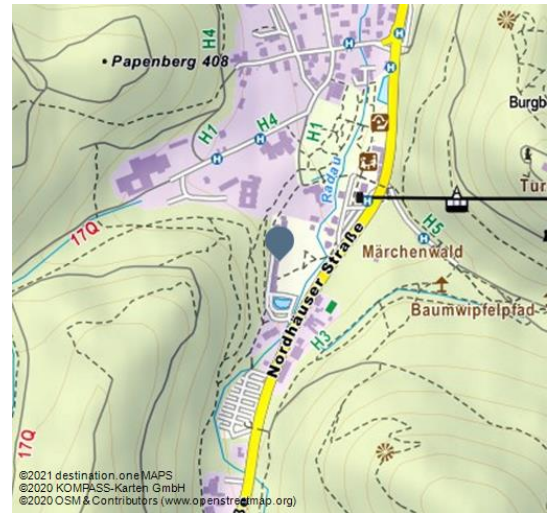 H4
Papenberg 408
Burgb
H1
H4
H1
Radau
Tur
17Q
H5
Märchenwald
Baumwipfelpfad
Nordhäuser Straße
H3
17Q
©2021 destination.one MAPS
©2020 KOMPASS-Karten GmbH
©2020 OSM & Contributors (www.openstreetmap.org)